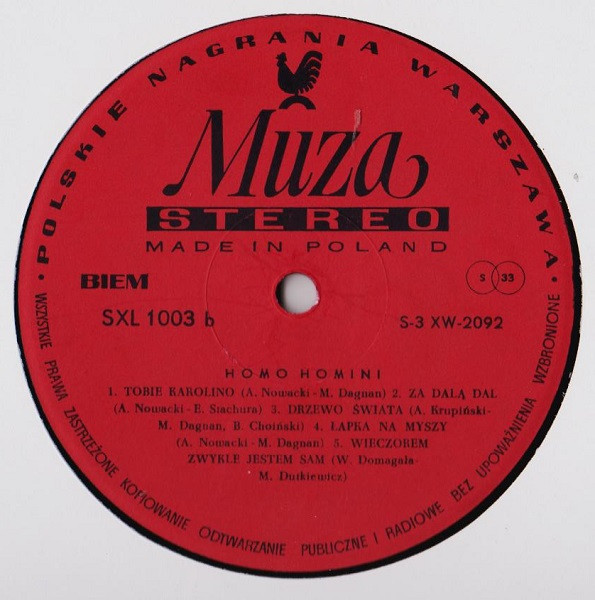 • POLSKIE NAGRANIA WARSZAWA •
Muza
STEREO
MADE IN POLAND
BIEM
S 33
SXL 1003 b
S-3 XW-2092
HOMO HOMINI
1. TOBIE KAROLINO (A. Nowacki - M. Dagnan) 2. ZA DALĄ DAL
(A. Nowacki - E. Stachura) 3. DRZEWO ŚWIATA (A. Krupiński-
M. Dagnan, B. Choiński) 4. ŁAPKA NA MYSZY
(A. Nowacki - M. Dagnan) 5. WIECZOREM
ZWYKLE JESTEM SAM (W. Domagała-
M. Dutkiewicz)
WSZYSTKIE PRAWA ZASTRZEŻONE KOPIOWANIE ODTWARZANIE PUBLICZNE I RADIOWE BEZ UPOWAŻNIENIA WZBRONIONE